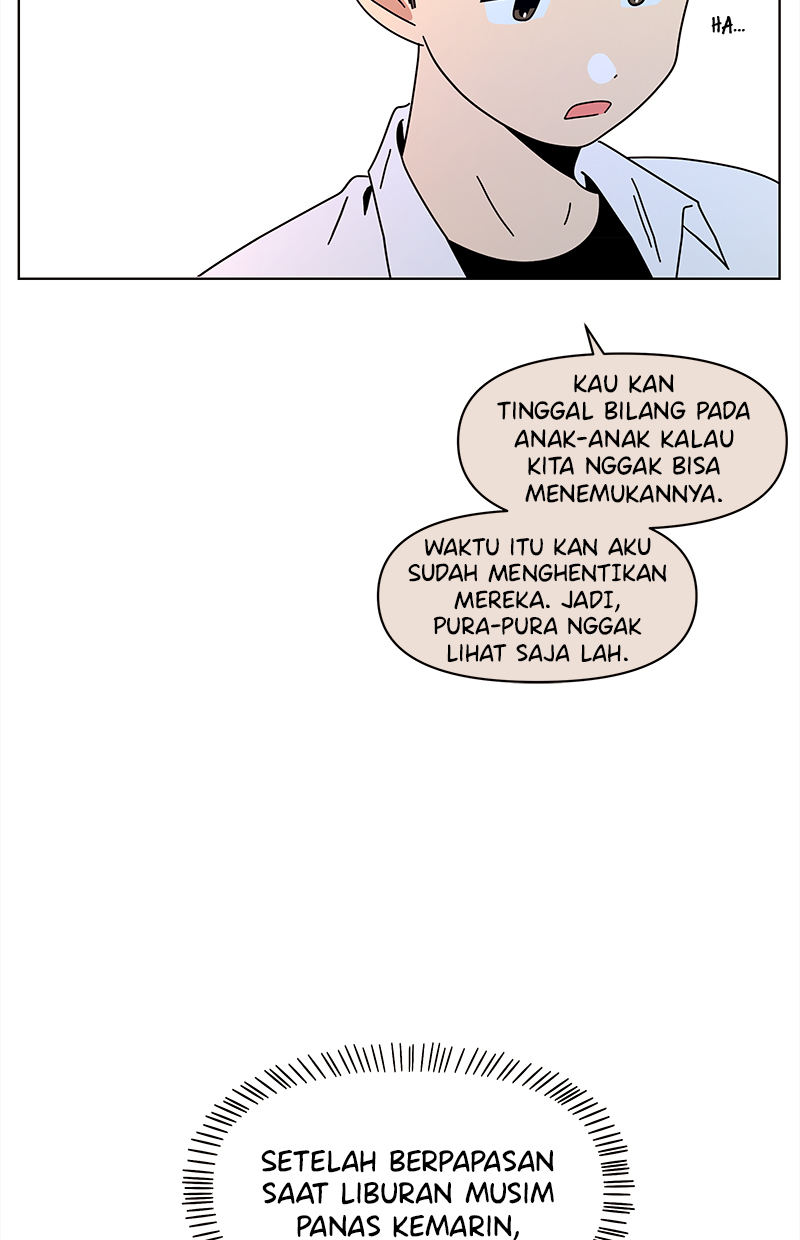 HA...
KAU KAN
TINGGAL BILANG PADA
ANAK-ANAK KALAU
KITA NGGAK BISA
MENEMUKANNYA.
WAKTU ITU KAN AKU
SUDAH MENGHENTIKAN
MEREKA. JADI,
PURA-PURA NGGAK
LIHAT SAJA LAH.
SETELAH BERPAPASAN
SAAT LIBURAN MUSIM
PANAS KEMARIN,